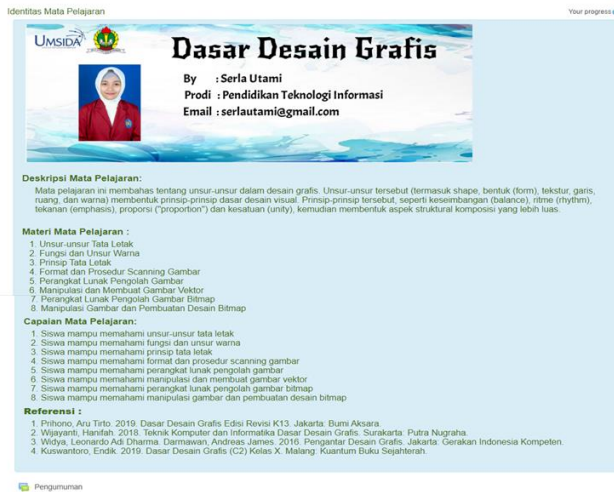 Identitas Mata Pelajaran
Your progress
UMSIDA
Dasar Desain Grafis
By : Serla Utami
Prodi : Pendidikan Teknologi Informasi
Email : serlautami@gmail.com
Deskripsi Mata Pelajaran:
Mata pelajaran ini membahas tentang unsur-unsur dalam desain grafis. Unsur-unsur tersebut (termasuk shape, bentuk (form), tekstur, garis,
ruang, dan warna) membentuk prinsip-prinsip dasar desain visual. Prinsip-prinsip tersebut, seperti keseimbangan (balance), ritme (rhythm),
tekanan (emphasis), proporsi ("proportion") dan kesatuan (unity), kemudian membentuk aspek struktural komposisi yang lebih luas.
Materi Mata Pelajaran :
1. Unsur-unsur Tata Letak
2. Fungsi dan Unsur Warna
3. Prinsip Tata Letak
4. Format dan Prosedur Scanning Gambar
5. Perangkat Lunak Pengolah Gambar
6. Manipulasi dan Membuat Gambar Vektor
7. Perangkat Lunak Pengolah Gambar Bitmap
8. Manipulasi Gambar dan Pembuatan Desain Bitmap
Capaian Mata Pelajaran:
1. Siswa mampu memahami unsur-unsur tata letak
2. Siswa mampu memahami fungsi dan unsur warna
3. Siswa mampu memahami prinsip tata letak
4. Siswa mampu memahami format dan prosedur scanning gambar
5. Siswa mampu memahami perangkat lunak pengolah gambar
6. Siswa mampu memahami manipulasi dan membuat gambar vektor
7. Siswa mampu memahami perangkat lunak pengolah gambar bitmap
8. Siswa mampu memahami manipulasi gambar dan pembuatan desain bitmap
Referensi :
1. Prihono, Aru Tirto. 2019. Dasar Desain Grafis Edisi Revisi K13. Jakarta: Bumi Aksara.
2. Wijayanti, Hanifah. 2018. Teknik Komputer dan Informatika Dasar Desain Grafis. Surakarta: Putra Nugraha.
3. Widya, Leonardo Adi Dharma. Darmawan, Andreas James. 2016. Pengantar Desain Grafis. Jakarta: Gerakan Indonesia Kompeten.
4. Kuswantoro, Endik. 2019. Dasar Desain Grafis (C2) Kelas X. Malang: Kuantum Buku Sejahterah.
Pengumuman